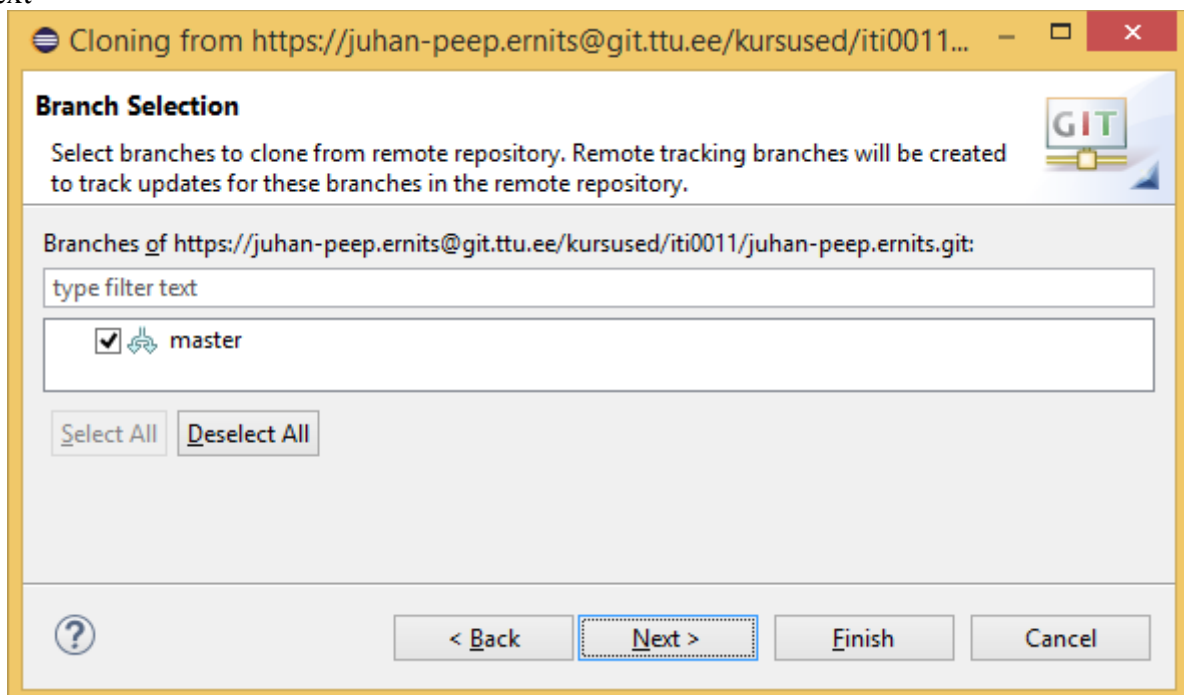 Cloning from https://juhan-peep.ernits@git.ttu.ee/kursused/iti0011...
Branch Selection
GIT
Select branches to clone from remote repository. Remote tracking branches will be created
to track updates for these branches in the remote repository.
Branches of https://juhan-peep.ernits@git.ttu.ee/kursused/iti0011/juhan-peep.ernits.git:
type filter text
master
Select All Deselect All
? < Back Next > Finish Cancel